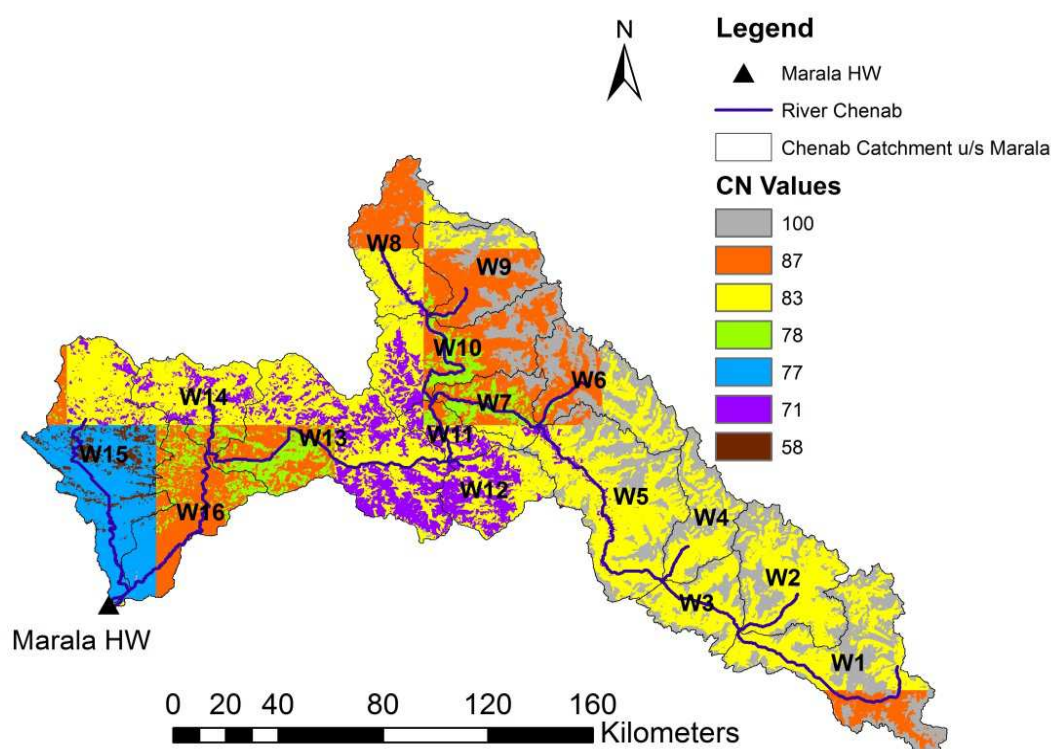 N
Legend
Marala HW
River Chenab
Chenab Catchment u/s Marala
CN Values
100
87
83
78
77
71
58
W8
W9
W10
W6
W14
W7
W13
W11
W15
W12
W5
W16
W4
W2
W3
W1
Marala HW
0 20 40 80 120 160
Kilometers